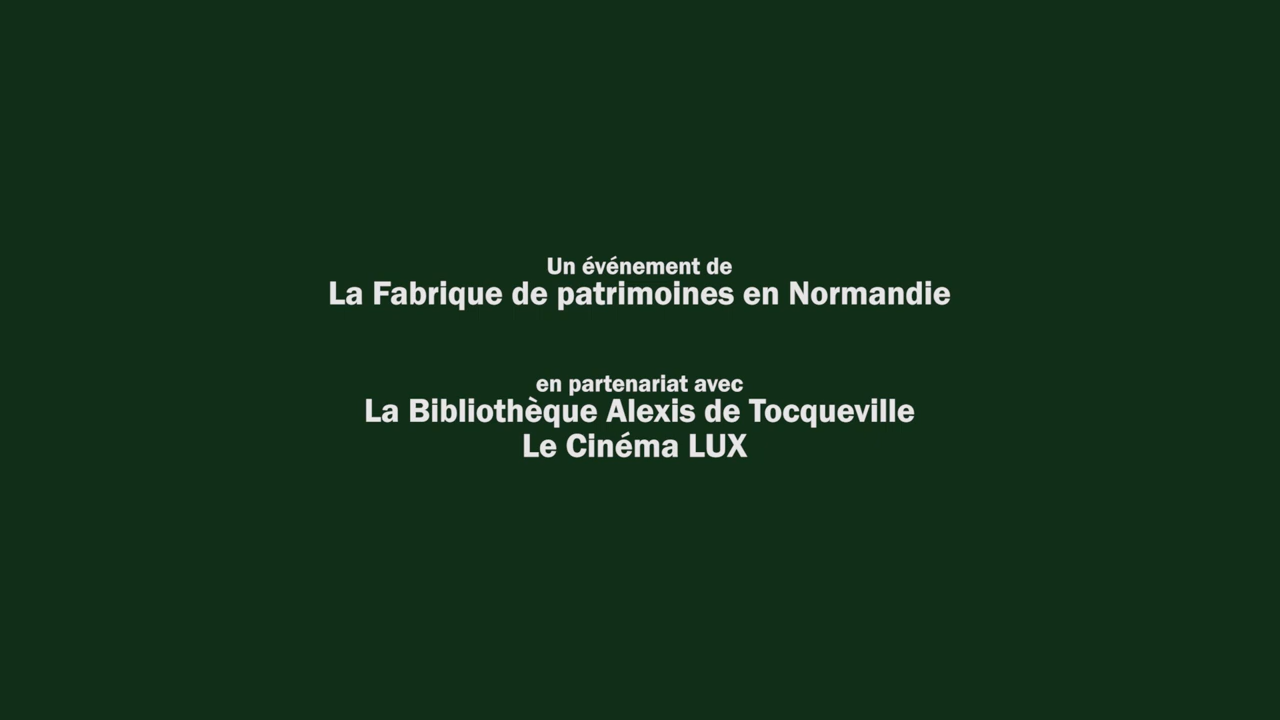 Un événement de
La Fabrique de patrimoines en Normandie
en partenariat avec
La Bibliothèque Alexis de Tocqueville
Le Cinéma LUX